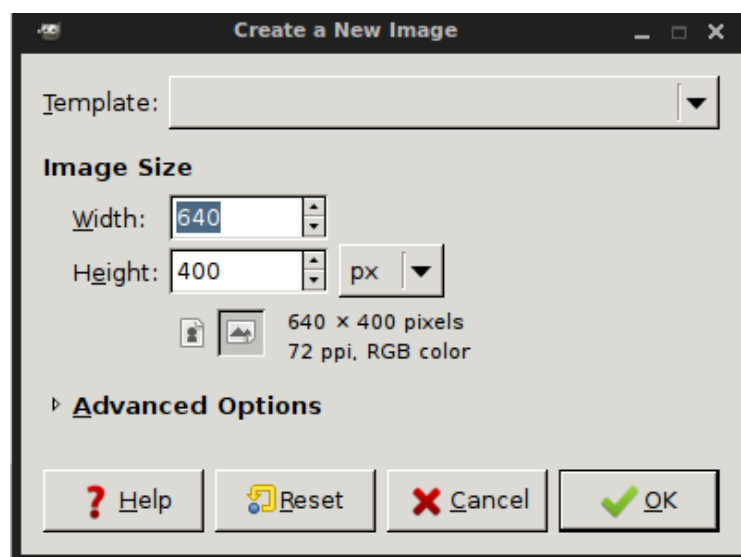 Create a New Image
Template:
Image Size
Width: 640
Height: 400 px
640 × 400 pixels
72 ppi, RGB color
Advanced Options
Help Reset Cancel OK